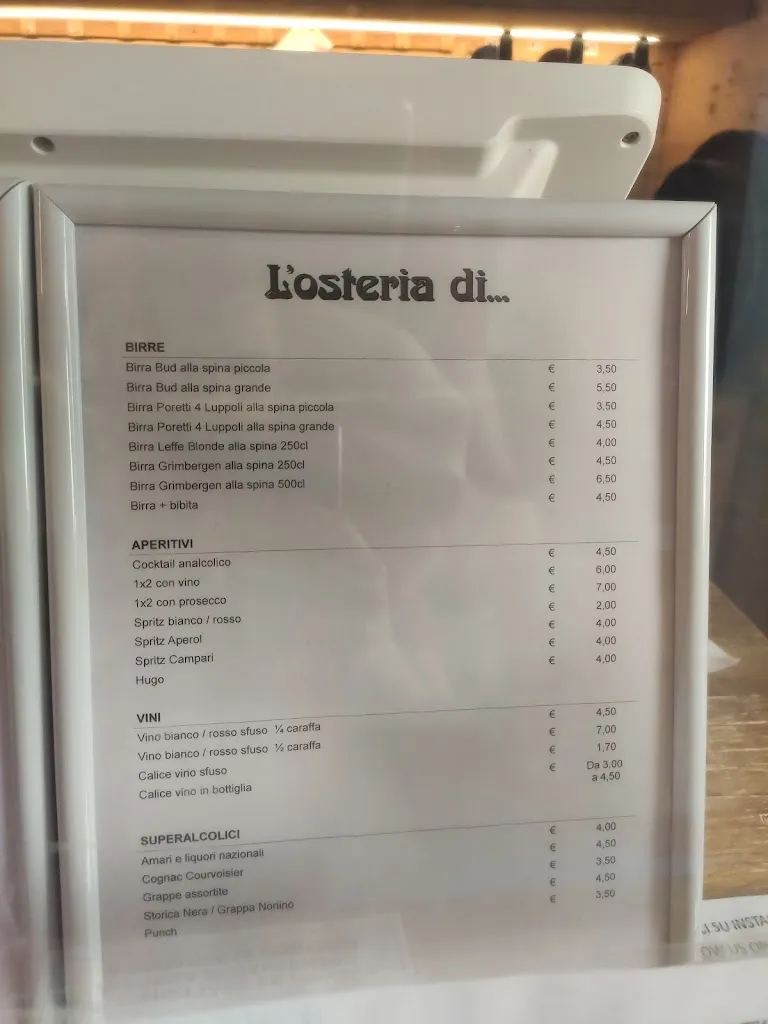 L'osteria di...
BIRRE
Birra Bud alla spina piccola € 3,50
Birra Bud alla spina grande € 5,50
Birra Poretti 4 Luppoli alla spina piccola € 3,50
Birra Poretti 4 Luppoli alla spina grande € 4,50
Birra Leffe Blonde alla spina 250cl € 4,00
Birra Grimbergen alla spina 250cl € 4,50
Birra Grimbergen alla spina 500cl € 6,50
Birra + bibita € 4,50
APERITIVI
Cocktail analcolico € 4,50
1x2 con vino € 6,00
1x2 con prosecco € 7,00
Spritz bianco / rosso € 2,00
Spritz Aperol € 4,00
Spritz Campari € 4,00
Hugo € 4,00
VINI
Vino bianco / rosso sfuso ¼ caraffa € 4,50
Vino bianco / rosso sfuso ½ caraffa € 7,00
Calice vino sfuso € 1,70
Calice vino in bottiglia € Da 3,00
a 4,50
SUPERALCOLICI
Amari e liquori nazionali € 4,00
Cognac Courvoisier € 4,50
Grappe assortite € 3,50
Storica Nera / Grappa Nonino € 4,50
Punch € 3,50
SU
US